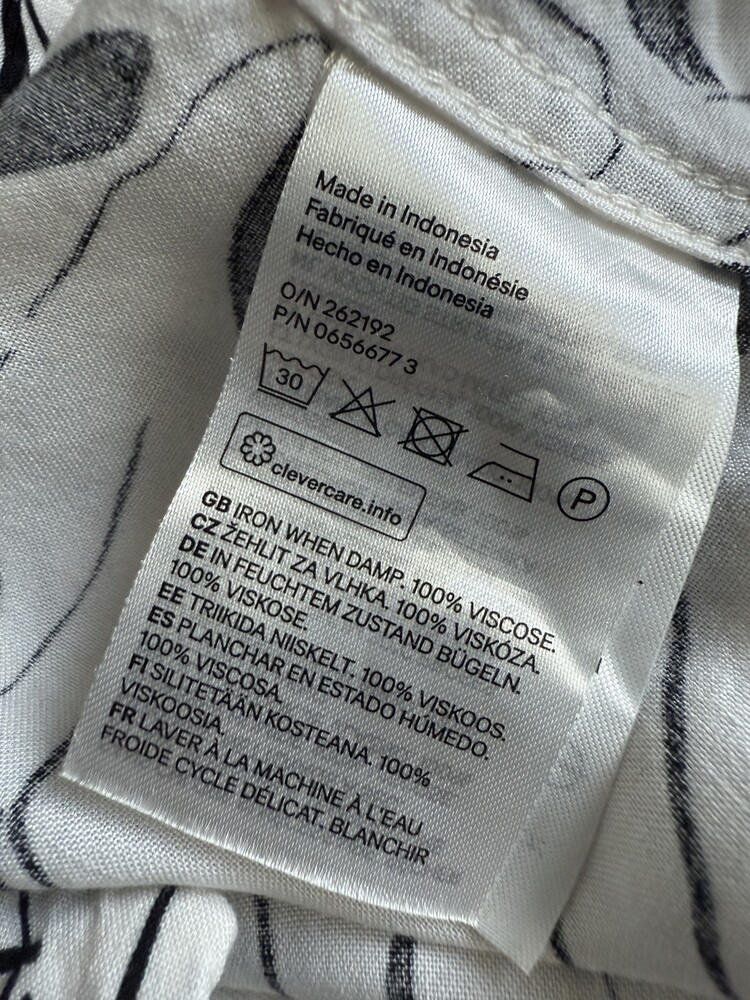 Made in Indonesia
Fabriqué en Indonésie
Hecho en Indonesia
O/N 262192
P/N 0656677 3
30
P
clevercare.info
GB IRON WHEN DAMP. 100% VISCOSE.
CZ ŽEHLIT ZA VLHKA. 100% VISKÓZA.
DE IN FEUCHTEM ZUSTAND BÜGELN.
100% VISKOSE.
EE TRIIKIDA NIISKELT. 100% VISKOOS.
ES PLANCHAR EN ESTADO HÚMEDO.
100% VISCOSA.
FI SILITETÄÄN KOSTEANA. 100%
VISKOOSIA.
FR LAVER À LA MACHINE À L'EAU
FROIDE CYCLE DÉLICAT. BLANCHIR